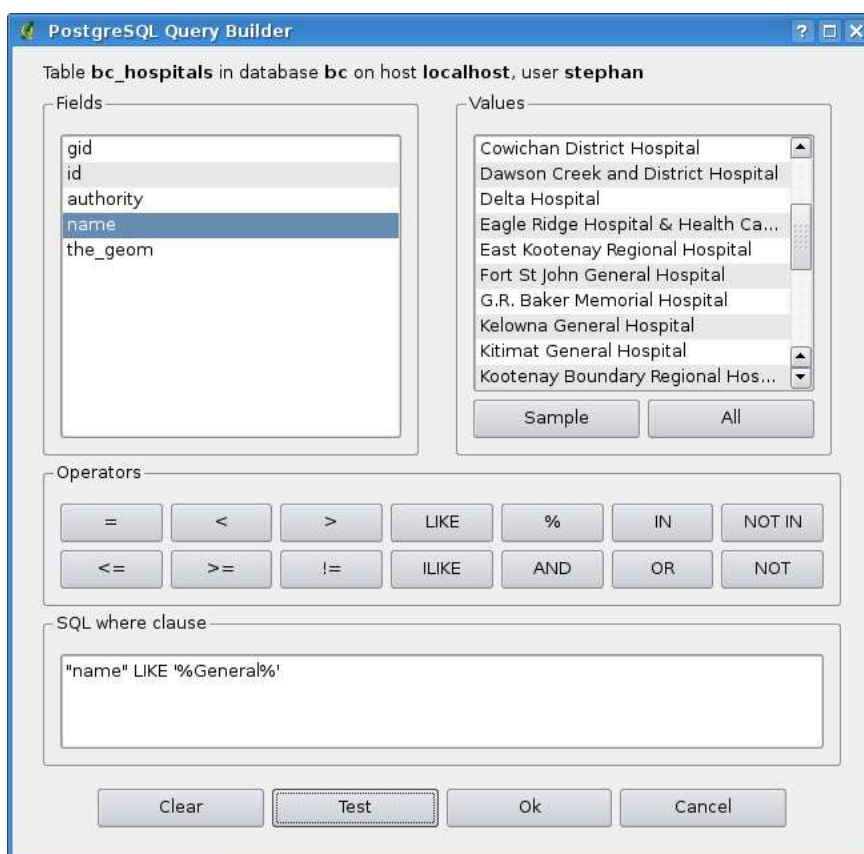 PostgreSQL Query Builder
Table bc_hospitals in database bc on host localhost, user stephan
Fields
gid
id
authority
name
the_geom
Values
Cowichan District Hospital
Dawson Creek and District Hospital
Delta Hospital
Eagle Ridge Hospital & Health Ca...
East Kootenay Regional Hospital
Fort St John General Hospital
G.R. Baker Memorial Hospital
Kelowna General Hospital
Kitimat General Hospital
Kootenay Boundary Regional Hos...
Sample All
Operators
= < > LIKE % IN NOT IN
<= >= != ILIKE AND OR NOT
SQL where clause
"name" LIKE '%General%'
Clear Test Ok Cancel